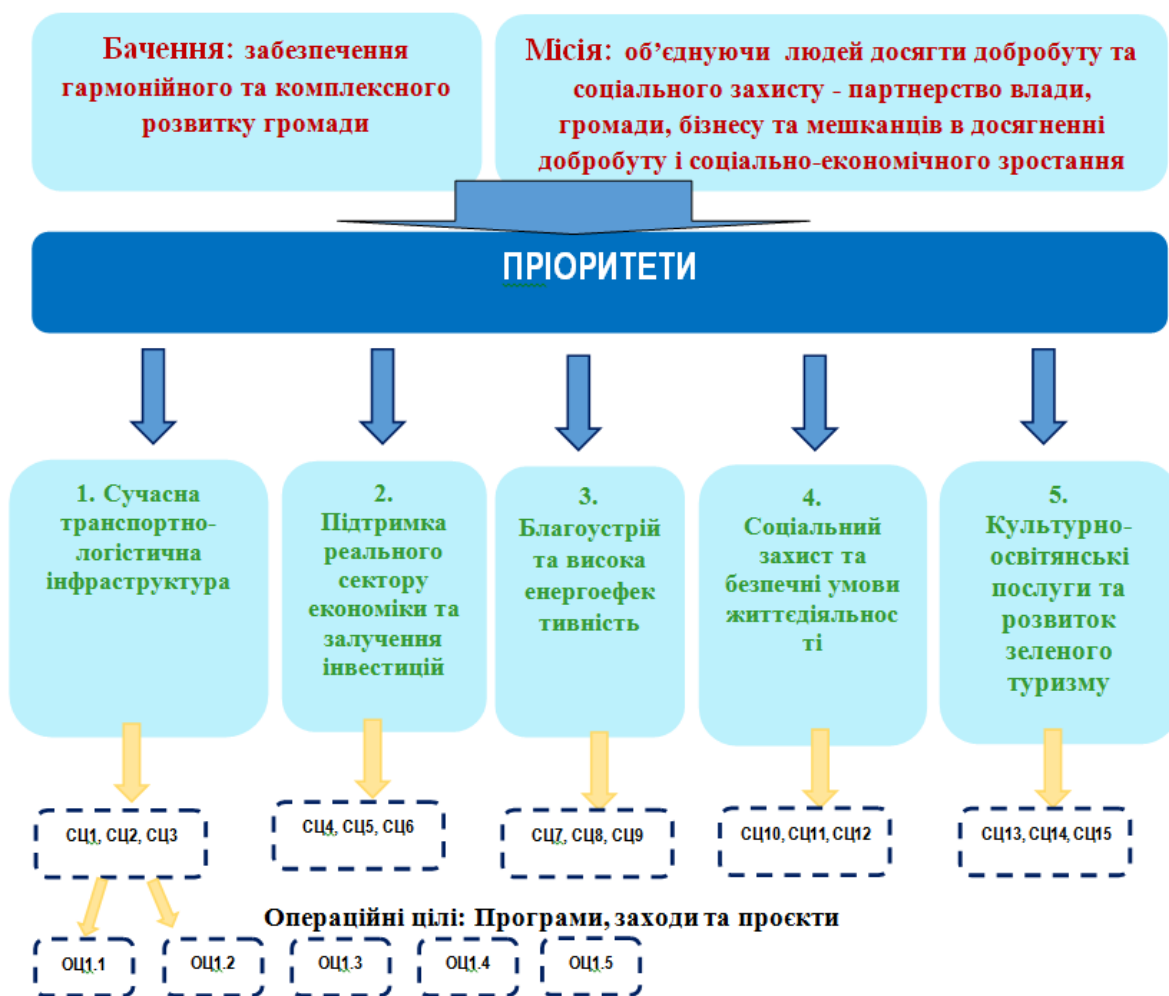 Бачення: забезпечення
гармонійного та комплексного
розвитку громади
Місія: об’єднуючи людей досягти добробуту та
соціального захисту - партнерство влади,
громади, бізнесу та мешканців в досягненні
добробуту і соціально-економічного зростання
ПРІОРИТЕТИ
1. Сучасна
транспортно-
логістична
інфраструктура
2.
Підтримка
реального
сектору
економіки та
залучення
інвестицій
3.
Благоустрій
та висока
енергоефек
тивність
4.
Соціальний
захист та
безпечні умови
життєдіяльнос
ті
5.
Культурно-
освітянські
послуги та
розвиток
зеленого
туризму
СЦ1, СЦ2, СЦ3
СЦ4, СЦ5, СЦ6
СЦ7, СЦ8, СЦ9
СЦ10, СЦ11, СЦ12
СЦ13, СЦ14, СЦ15
Операційні цілі: Програми, заходи та проєкти
ОЦ1.1
ОЦ1.2
ОЦ1.3
ОЦ1.4
ОЦ1.5